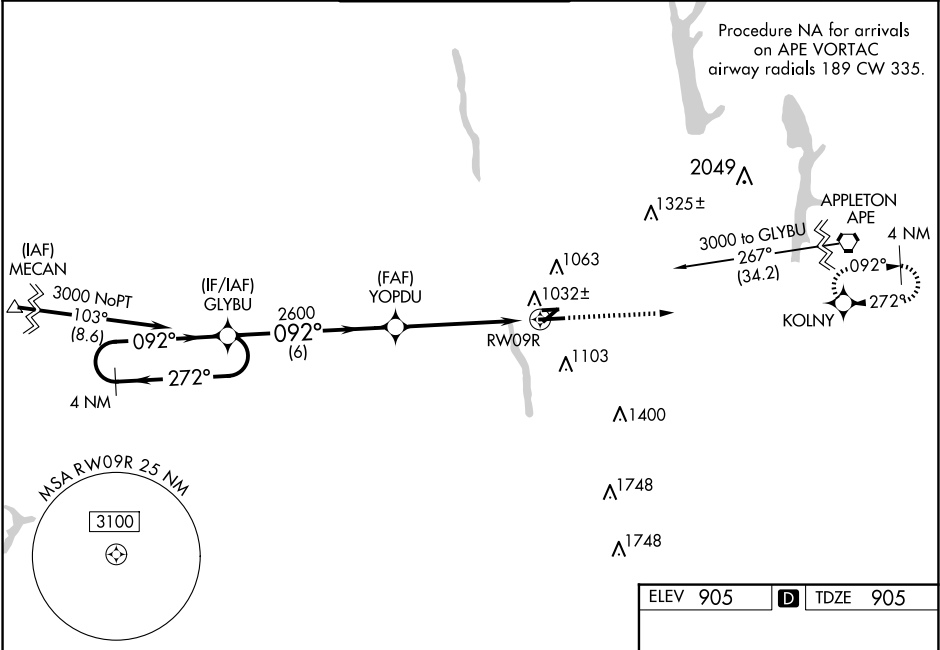 Procedure NA for arrivals
on APE VORTAC
airway radials 189 CW 335.
2049
1325±
APPLETON
APE
4 NM
3000 to GLYBU
267°
(34.2)
092°
272°
KOLNY
(IAF)
MECAN
3000 NoPT
103°
(8.6)
(IF/IAF)
GLYBU
092°
272°
4 NM
2600
092°
(6)
(FAF)
YOPDU
1063
1032±
RW09R
1103
1400
1748
1748
MSA RW09R 25 NM
3100
ELEV 905 D TDZE 905